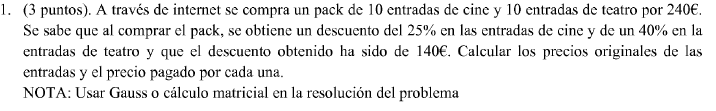 1. (3 puntos). A través de internet se compra un pack de 10 entradas de cine y 10 entradas de teatro por 240€.
Se sabe que al comprar el pack, se obtiene un descuento del 25% en las entradas de cine y de un 40% en la
entradas de teatro y que el descuento obtenido ha sido de 140€. Calcular los precios originales de las
entradas y el precio pagado por cada una.
NOTA: Usar Gauss o cálculo matricial en la resolución del problema